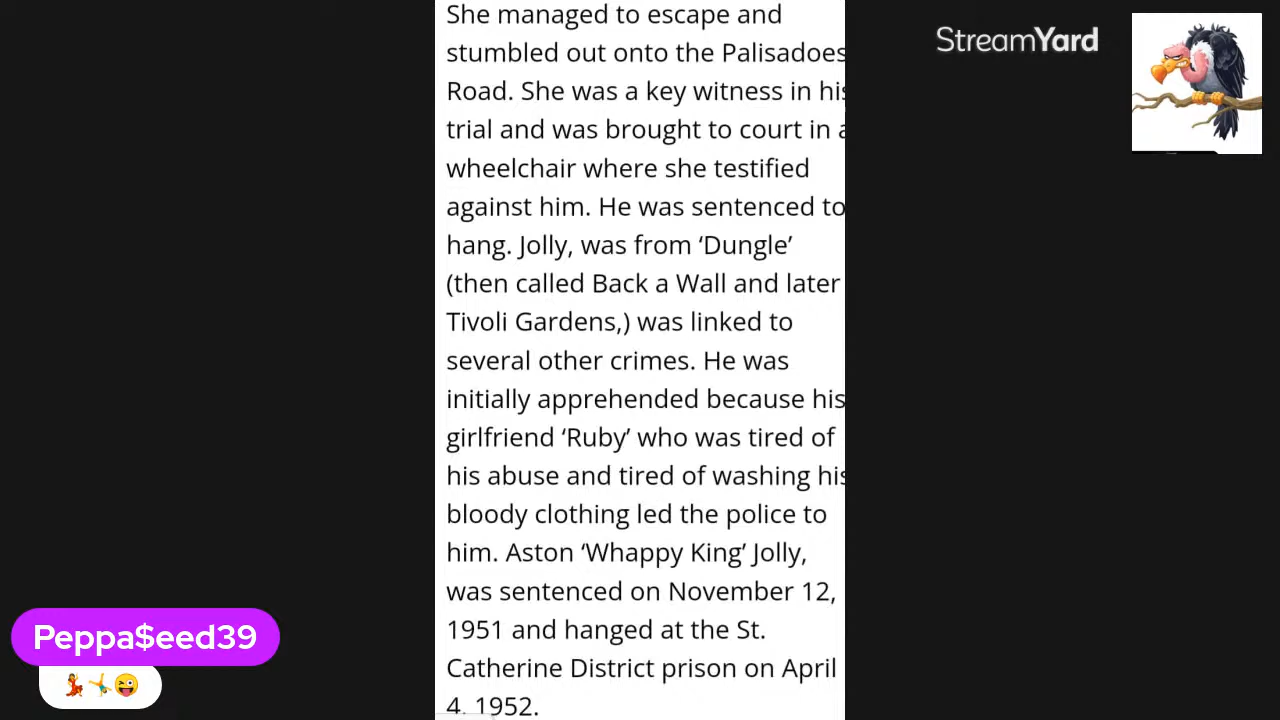 She managed to escape and
stumbled out onto the Palisadoes
Road. She was a key witness in his
trial and was brought to court in a
wheelchair where she testified
against him. He was sentenced to
hang. Jolly, was from ‘Dungle’
(then called Back a Wall and later
Tivoli Gardens,) was linked to
several other crimes. He was
initially apprehended because his
girlfriend ‘Ruby’ who was tired of
his abuse and tired of washing his
bloody clothing led the police to
him. Aston ‘Whappy King’ Jolly,
was sentenced on November 12,
1951 and hanged at the St.
Catherine District prison on April
4, 1952.
StreamYard
Peppa$eed39
💃🤸😜